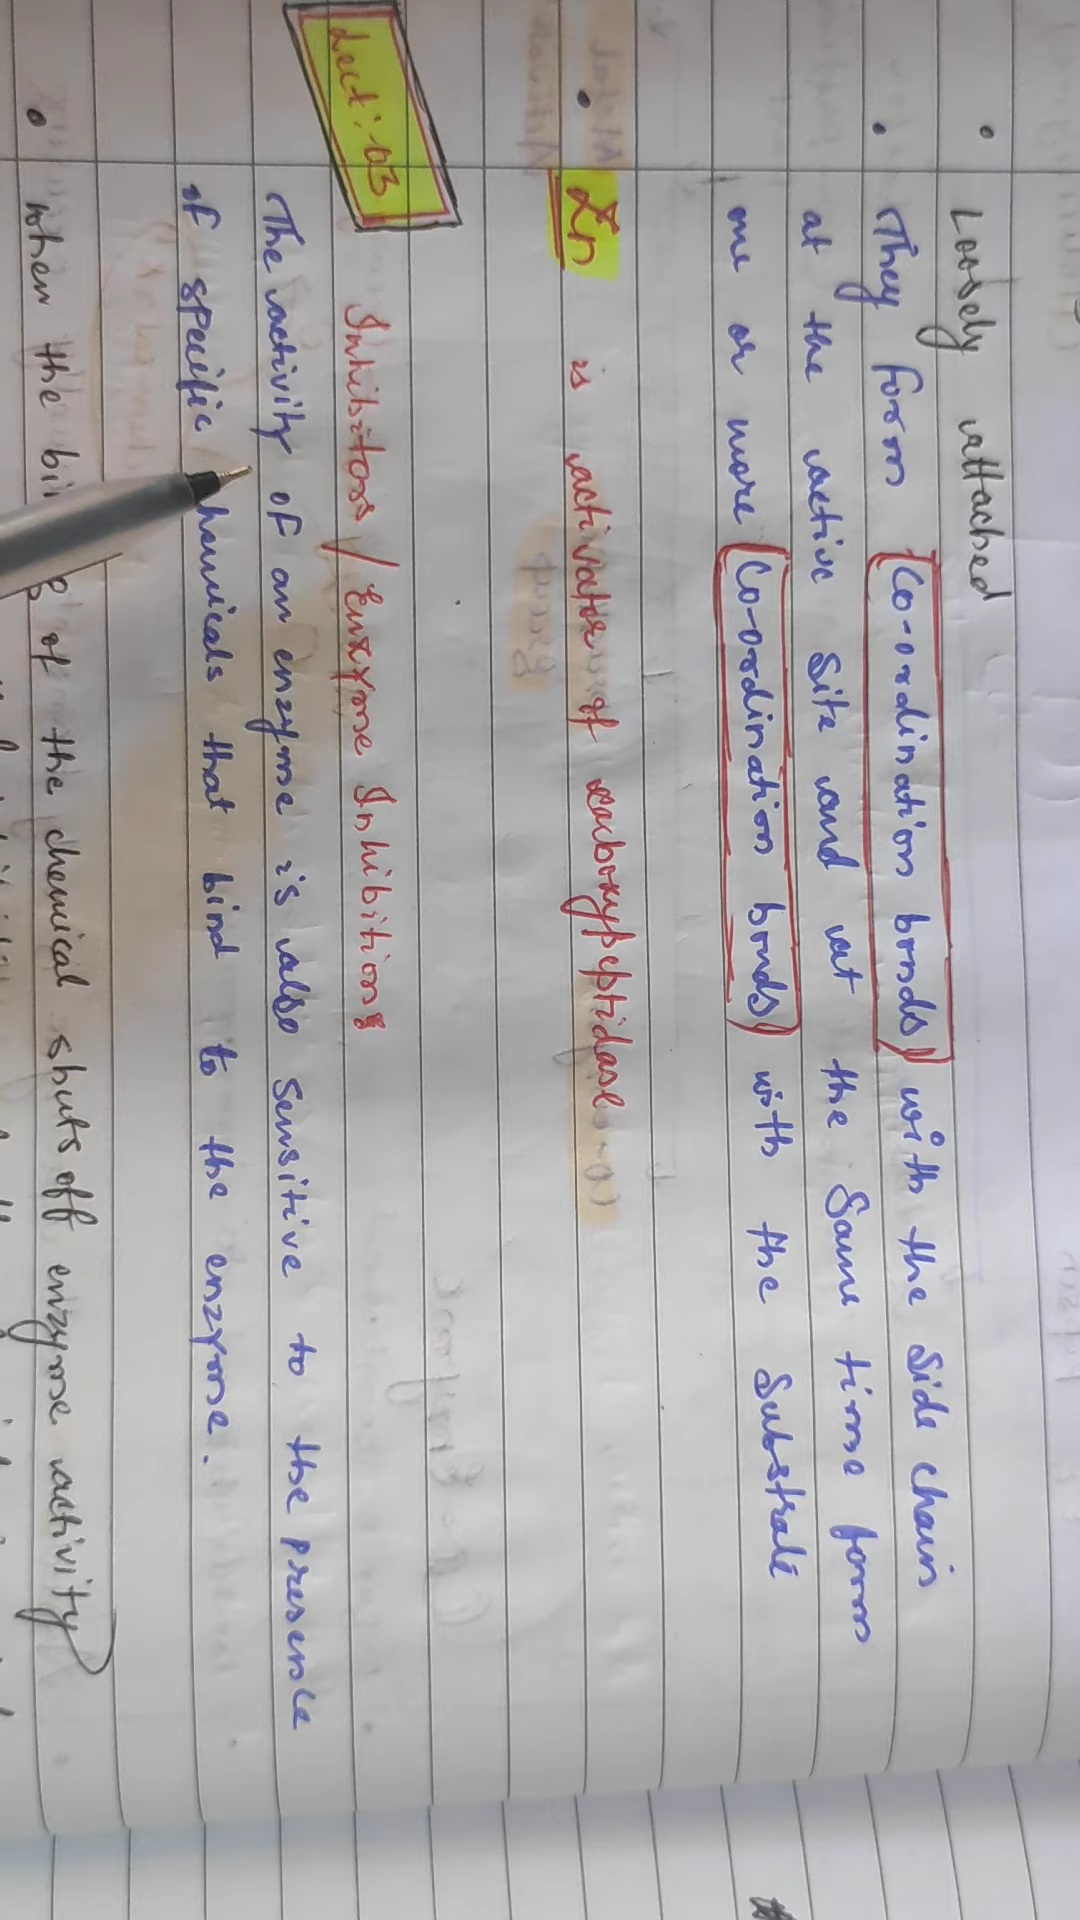 Loosely attached
They form (Co-ordination bonds) with the side chain
at the active site and at the same time forms
one or more (Co-ordination bonds) with the substrate
Zn is activator of carboxypeptidase
Lect: 03
Inhibitors / Enzyme Inhibition:
The activity of an enzyme is also sensitive to the presence
of specific chemicals that bind to the enzyme.
when the of the chemical shuts off enzyme activity